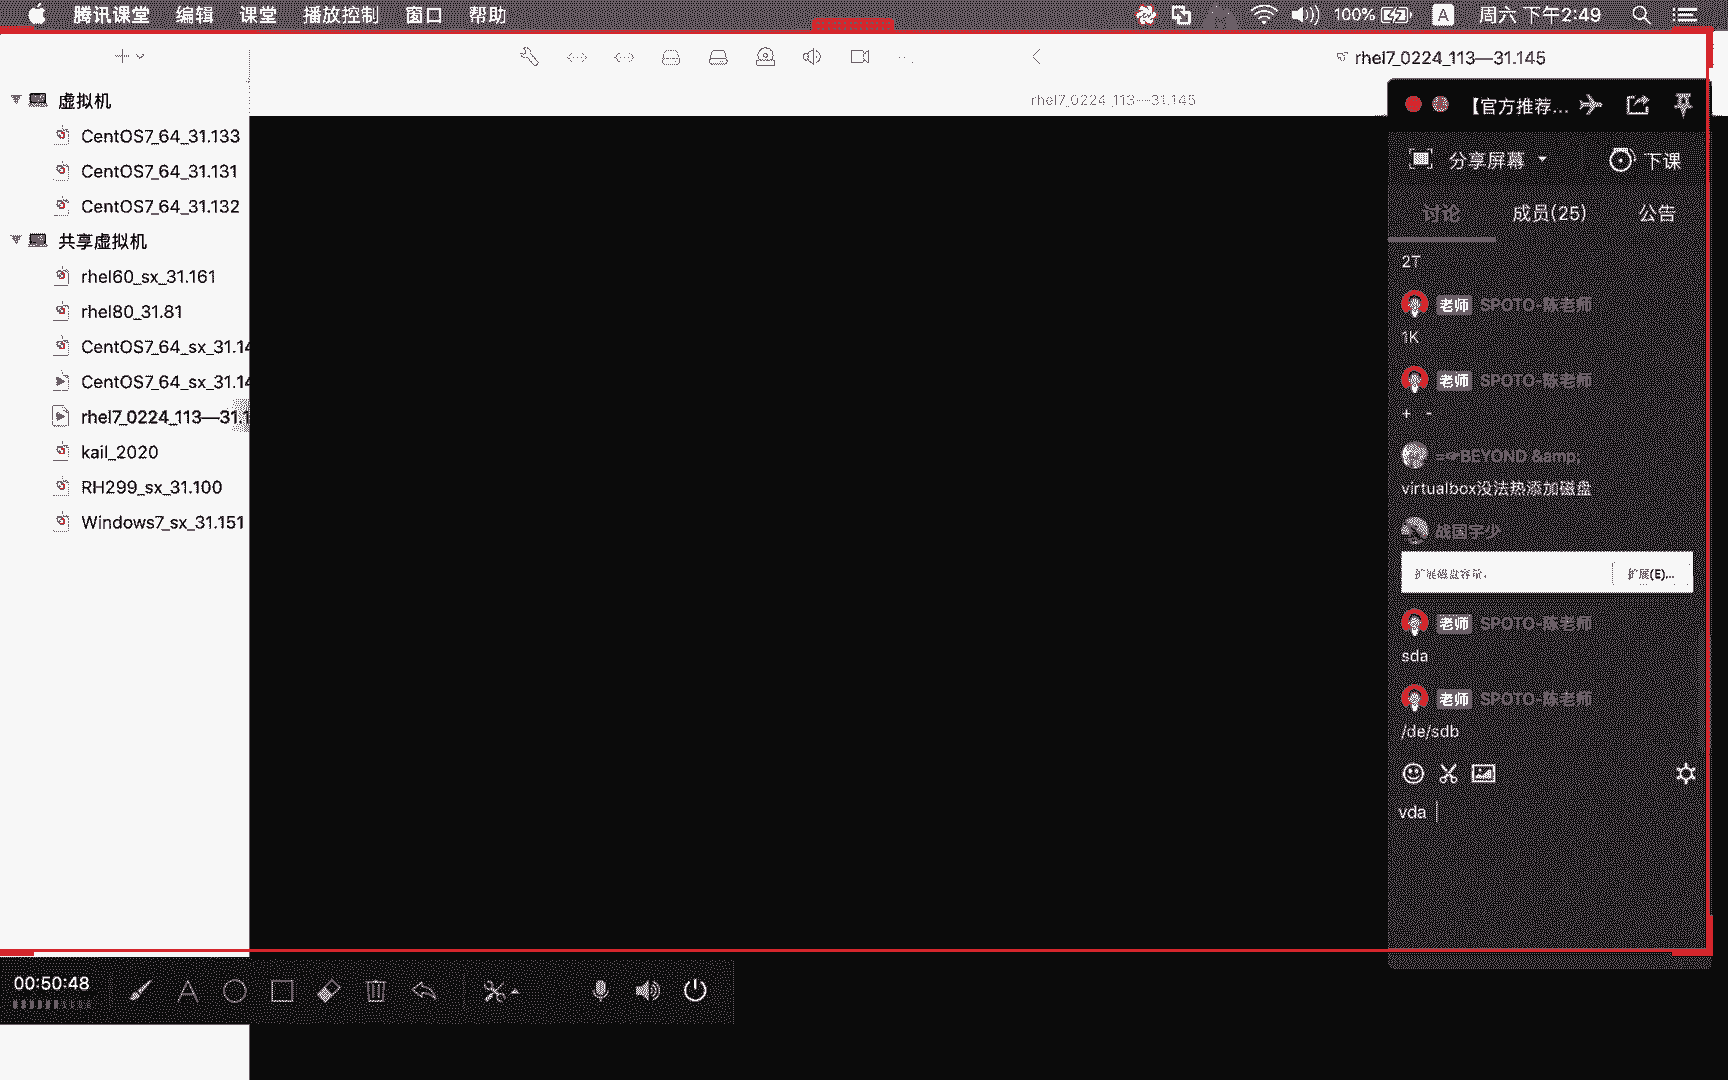 腾讯课堂 编辑 课堂 播放控制 窗口 帮助
100% A 周六 下午2:49
rhel7_0224_113—31.145
rhel7_0224_113—31.145
虚拟机
CentOS7_64_31.133
CentOS7_64_31.131
CentOS7_64_31.132
共享虚拟机
rhel60_sx_31.161
rhel80_31.81
CentOS7_64_sx_31.14
CentOS7_64_sx_31.14
rhel7_0224_113—31.1
kail_2020
RH299_sx_31.100
Windows7_sx_31.151
【官方推荐...
分享屏幕 下课
讨论 成员(25) 公告
2T
老师 SPOTO-陈老师
1K
老师 SPOTO-陈老师
+ -
=☞BEYOND &amp;
virtualbox没法热添加磁盘
战国宇少
扩展磁盘容量。 扩展(E)...
老师 SPOTO-陈老师
sda
老师 SPOTO-陈老师
/de/sdb
vda
00:50:48